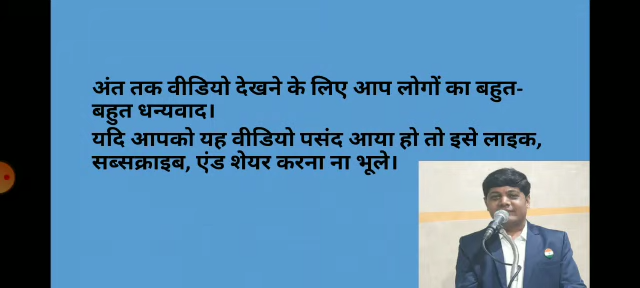 अंत तक वीडियो देखने के लिए आप लोगों का बहुत-
बहुत धन्यवाद।
यदि आपको यह वीडियो पसंद आया हो तो इसे लाइक,
सब्सक्राइब, एंड शेयर करना ना भूले।